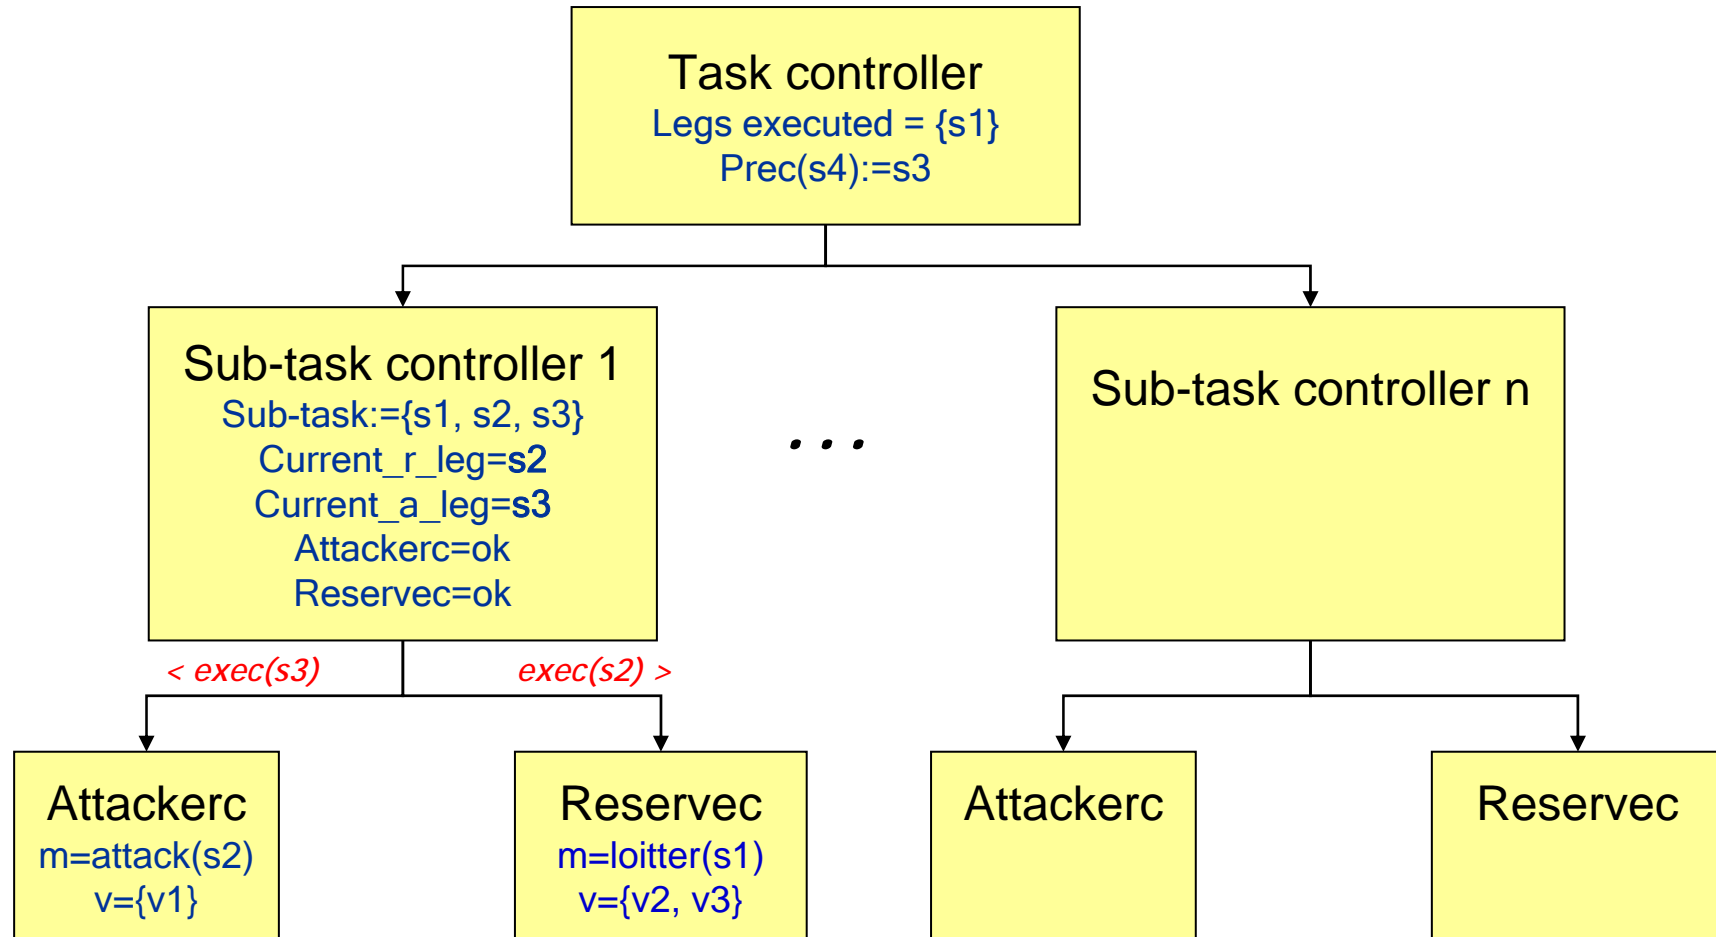 Task controller
Legs executed = {s1}
Prec(s4):=s3
Sub-task controller 1
Sub-task:={s1, s2, s3}
Current_r_leg=s2
Current_a_leg=s3
Attackerc=ok
Reservec=ok
...
Sub-task controller n
< exec(s3)
exec(s2) >
Attackerc
m=attack(s2)
v={v1}
Reservec
m=loitter(s1)
v={v2, v3}
Attackerc
Reservec